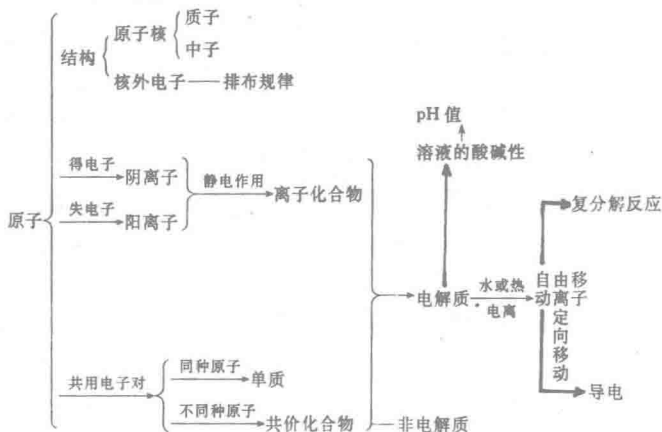 质子
原子核
中子
结构
核外电子——排布规律
pH 值
溶液的酸碱性
得电子
阴离子
静电作用
离子化合物
复分解反应
失电子
阳离子
原子
电解质
水或热
电离
自由移
动离子
定向移动
同种原子
单质
共用电子对
导电
不同种原子
共价化合物
非电解质